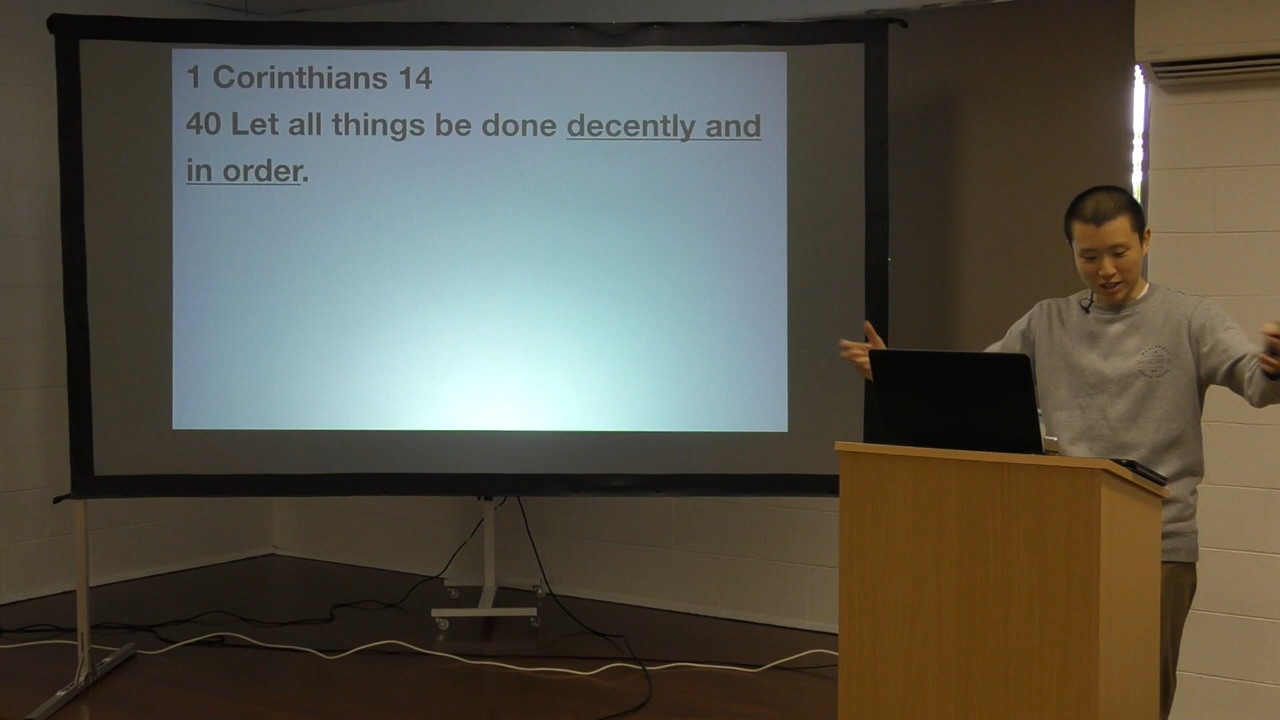 1 Corinthians 14
40 Let all things be done decently and
in order.